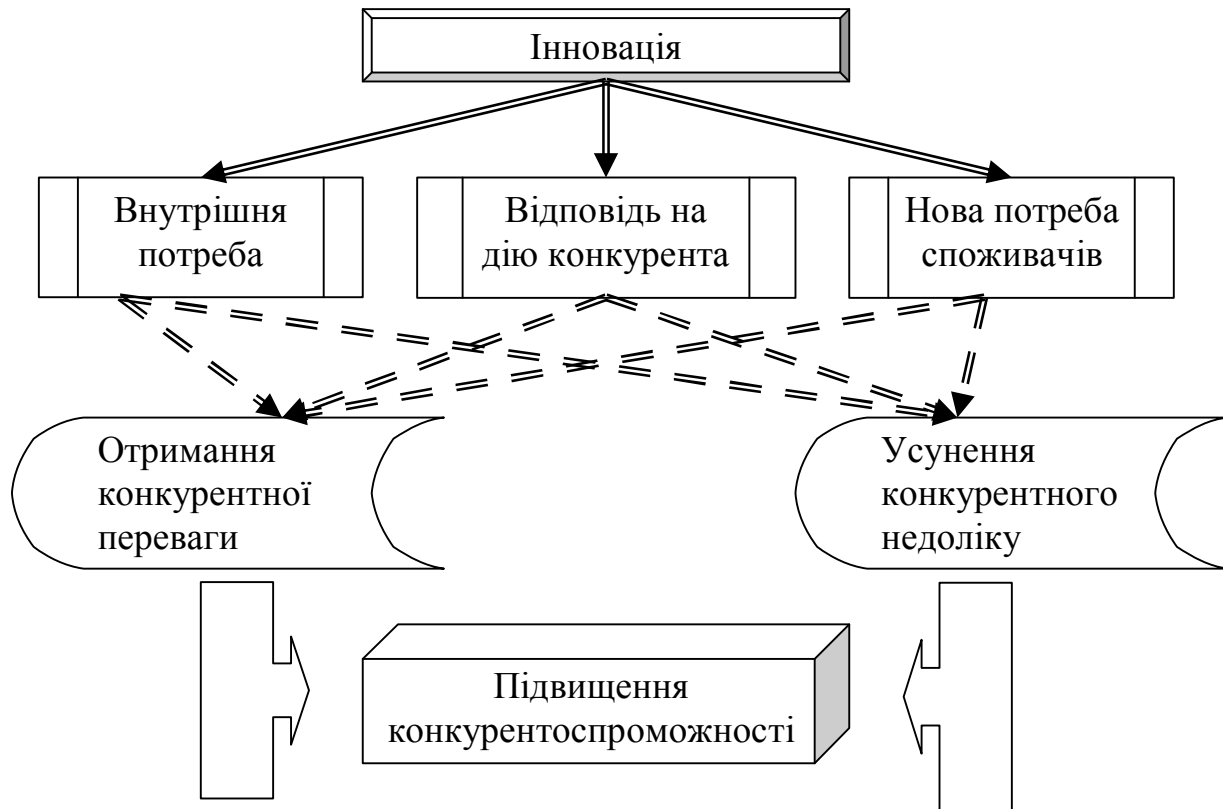 Інновація
Внутрішня
потреба
Відповідь на
дію конкурента
Нова потреба
споживачів
Отримання
конкурентної
переваги
Усунення
конкурентного
недоліку
Підвищення
конкурентоспроможності